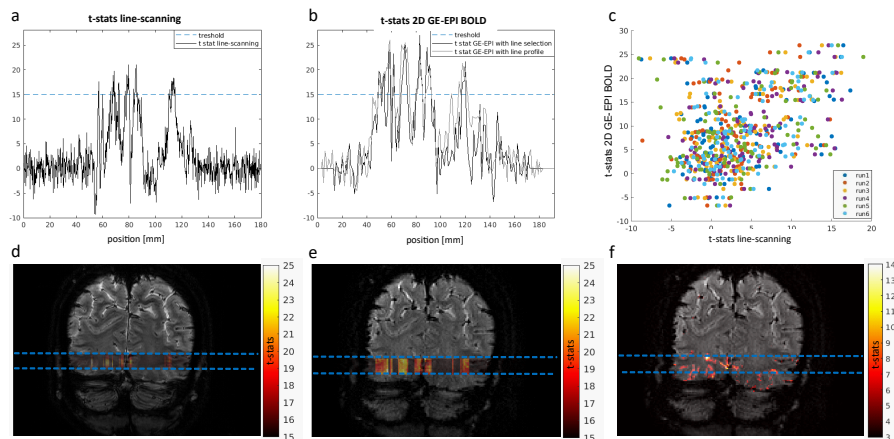 a
t-stats line-scanning
treshold
t stat line-scanning
25
20
15
10
5
0
-5
-10
0 20 40 60 80 100 120 140 160 180
position [mm]
b
t-stats 2D GE-EPI BOLD
treshold
t stat GE-EPI with line selection
t stat GE-EPI with line profile
25
20
15
10
5
0
-5
-10
0 20 40 60 80 100 120 140 160 180
position [mm]
c
t-stats 2D GE-EPI BOLD
30
25
20
15
10
5
0
-5
-10
-10 -5 0 5 10 15 20
t-stats line-scanning
run1
run2
run3
run4
run5
run6
d
25
24
23
22
21
20
19
18
17
16
15
t-stats
e
25
24
23
22
21
20
19
18
17
16
15
t-stats
f
14
13
12
11
10
9
8
7
6
5
4
3
t-stats